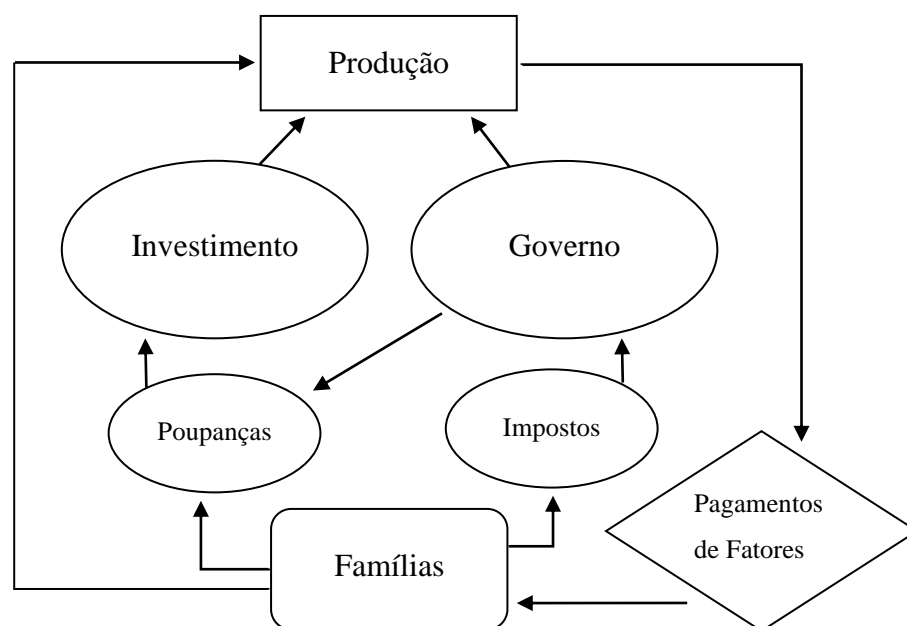 Produção
Investimento
Governo
Poupanças
Impostos
Pagamentos
de Fatores
Famílias